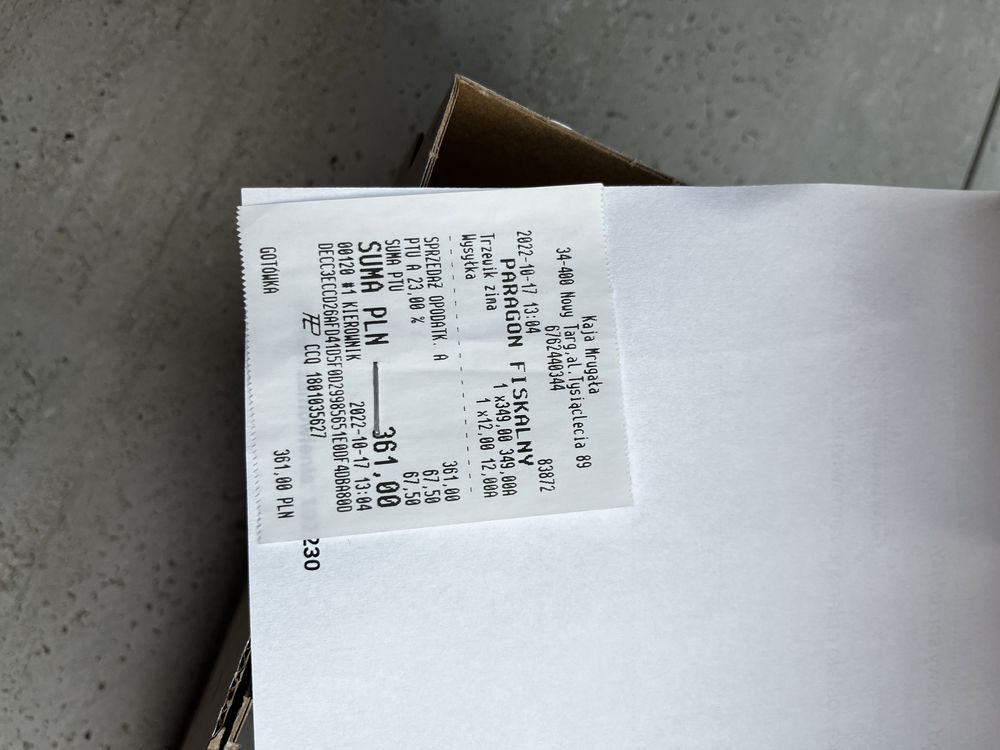 Kaja Mrugała
34-400 Nowy Targ,al.Tysiąclecia 89
6762440344
2022-10-17 13:04 83872
PARAGON FISKALNY
Trzewik zima 1 x349,00 349,00A
Wysyłka 1 x12,00 12,00A
SPRZEDAŻ OPODATK. A 361,00
PTU A 23,00 % 67,50
SUMA PTU 67,50
SUMA PLN 361,00
00120 #1 KIEROWNIK 2022-10-17 13:04
DECC3ECCD26AFD41D5F0D29985651E0DF4DBA80D
CCQ 1801035627
GOTÓWKA 361,00 PLN
230